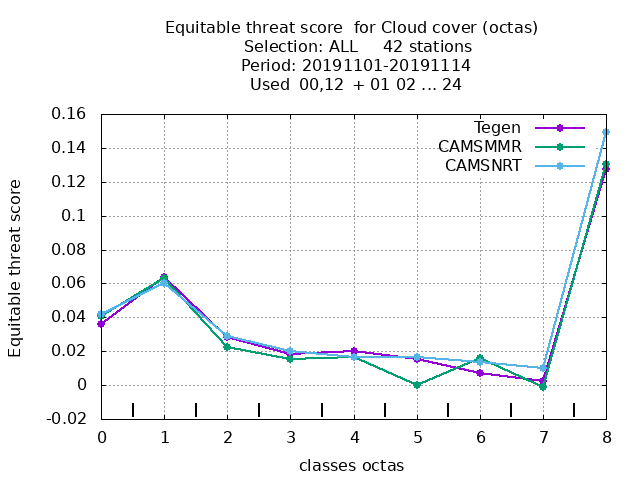 Equitable threat score  for Cloud cover (octas)
Selection: ALL     42 stations
Period: 20191101-20191114
Used  00,12  + 01 02 ... 24
Equitable threat score
0.16
0.14
0.12
0.1
0.08
0.06
0.04
0.02
0
-0.02
Tegen
CAMSMMR
CAMSNRT
0 1 2 3 4 5 6 7 8
classes octas